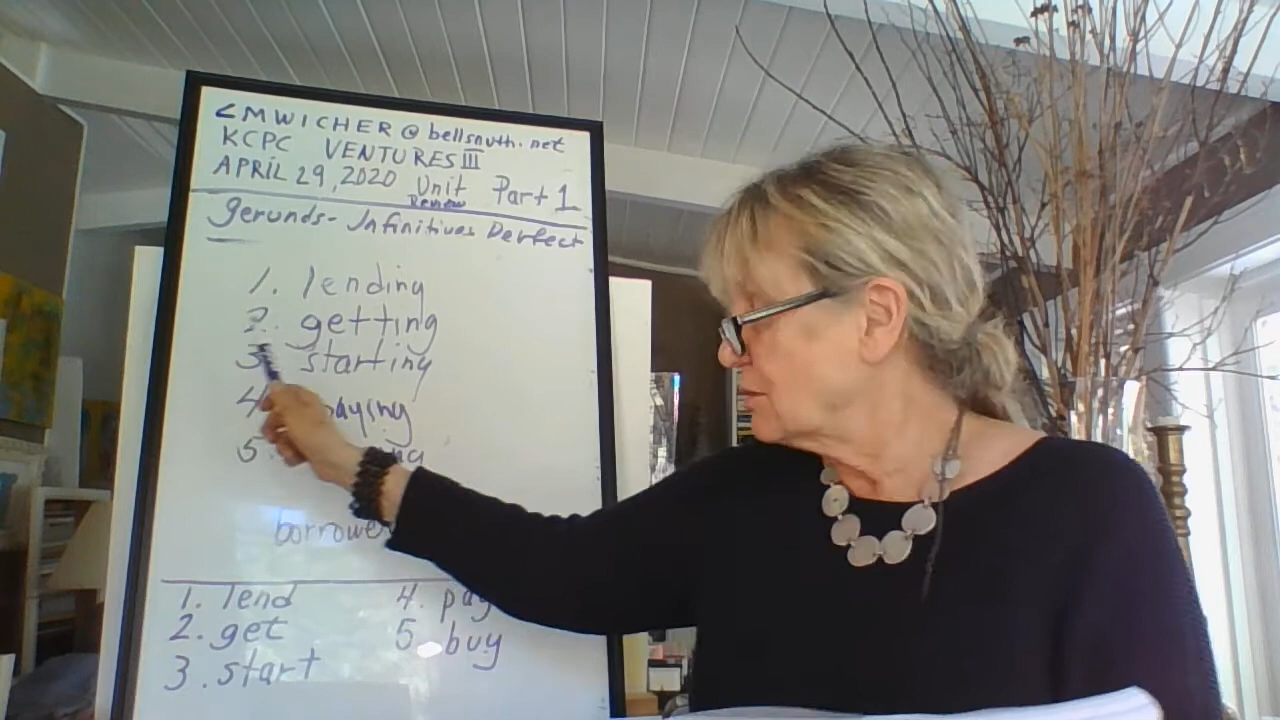 CMWICHER@bellsouth.net
KCPC VENTURES III
APRIL 29, 2020 Unit Review Part 1
gerunds- Infinitives Perfect
1. lending
2. getting
3 starting
4 paying
5.
1. lend 4. pay
2. get 5. buy
3. start